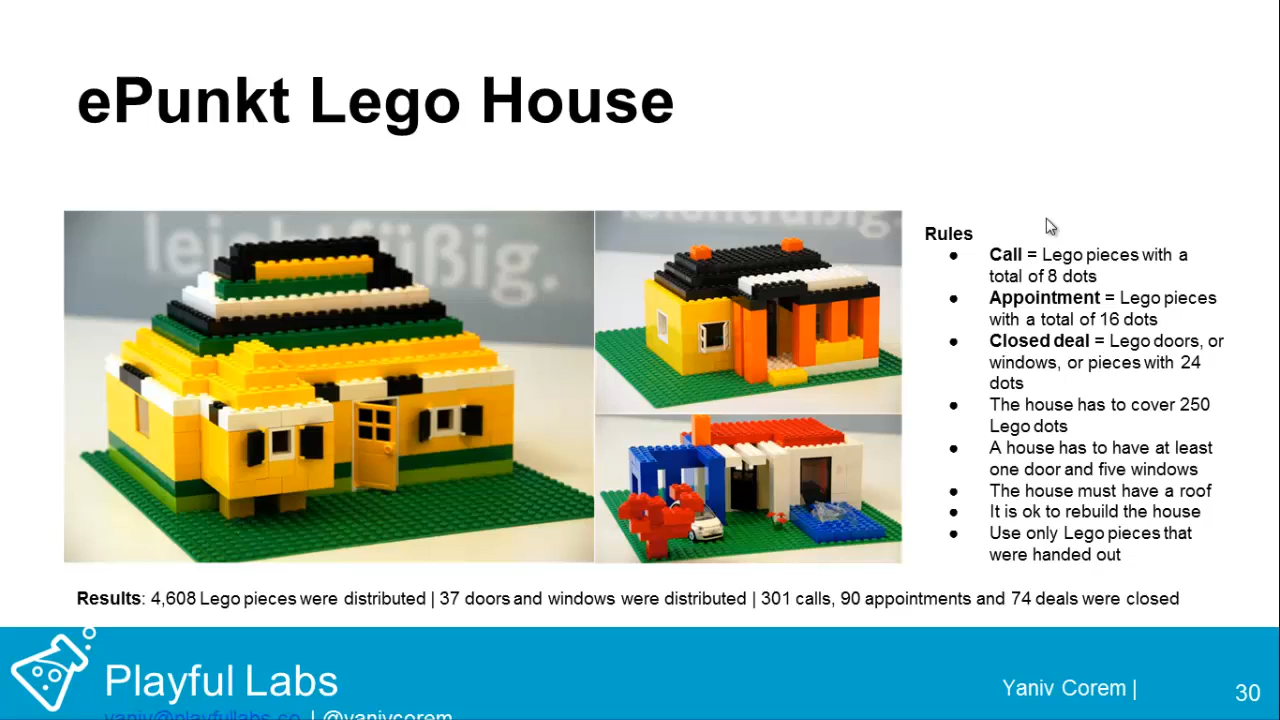 ePunkt Lego House
leichtfüßig.
leichtfüßig.
Rules
● Call = Lego pieces with a
total of 8 dots
● Appointment = Lego pieces
with a total of 16 dots
● Closed deal = Lego doors, or
windows, or pieces with 24
dots
● The house has to cover 250
Lego dots
● A house has to have at least
one door and five windows
● The house must have a roof
● It is ok to rebuild the house
● Use only Lego pieces that
were handed out
Results: 4,608 Lego pieces were distributed | 37 doors and windows were distributed | 301 calls, 90 appointments and 74 deals were closed
Playful Labs
yaniv@playfullabs.co | @yanivcorem
Yaniv Corem |
30